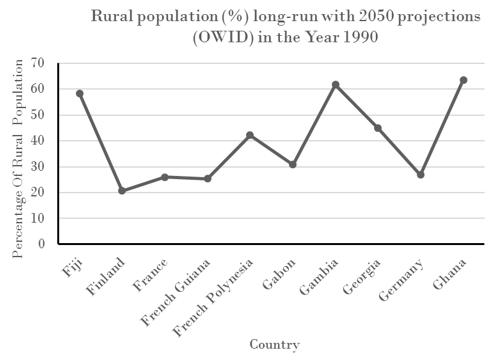 Rural population (%) long-run with 2050 projections
(OWID) in the Year 1990
Percentage Of Rural Population
70
60
50
40
30
20
10
0
Fiji
Finland
France
French Guiana
French Polynesia
Gabon
Gambia
Georgia
Germany
Ghana
Country